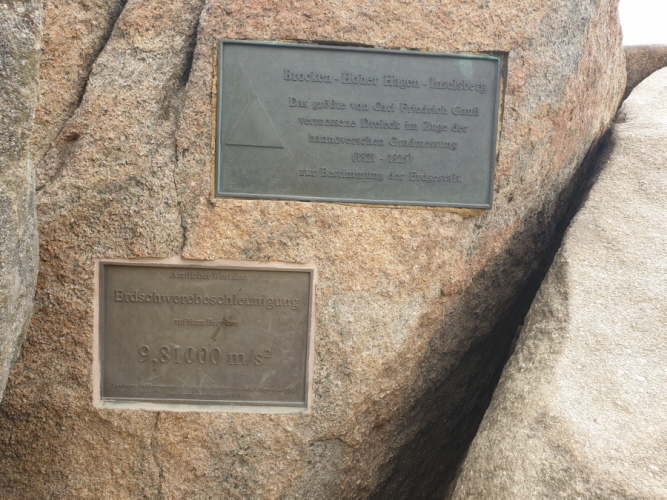 Brocken - Hoher Hagen - Inselsberg
Das größte von Carl Friedrich Gauß
vermessene Dreieck im Zuge der
hannoverschen Gradmessung
(1821 - 1825)
zur Bestimmung der Erdgestalt
Amtlicher Wert der
Erdschwerebeschleunigung
auf dem Brocken
9,81000 m/s²